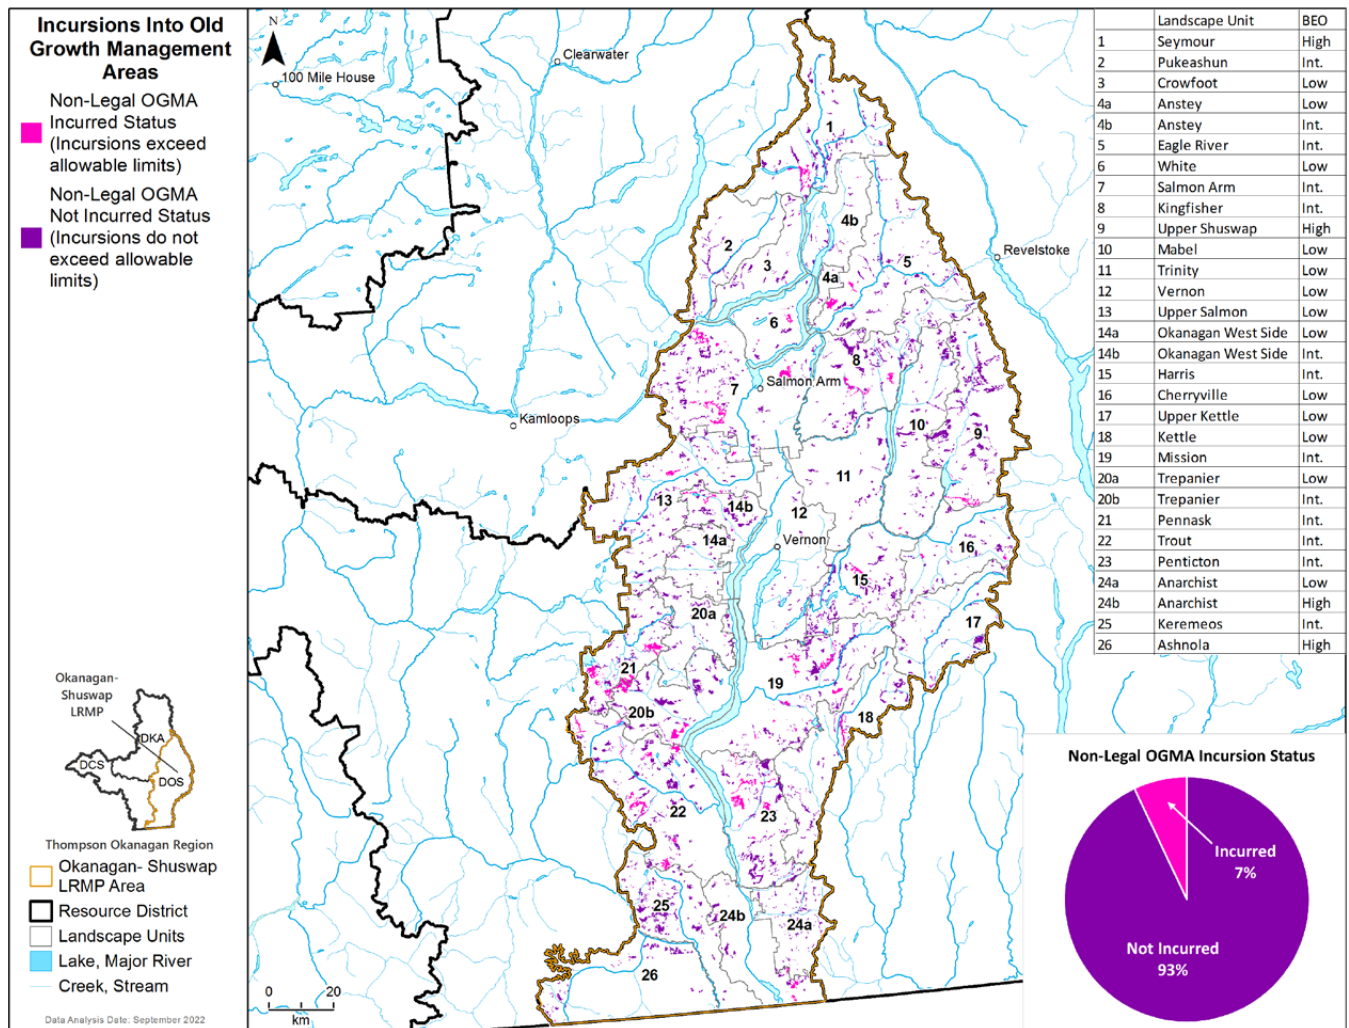 Incursions Into Old
Growth Management
Areas
Non-Legal OGMA
Incurred Status
(Incursions exceed
allowable limits)
Non-Legal OGMA
Not Incurred Status
(Incursions do not
exceed allowable
limits)
Okanagan-
Shuswap
LRMP
DKA
DCS
DOS
Thompson Okanagan Region
Okanagan- Shuswap
LRMP Area
Resource District
Landscape Units
Lake, Major River
Creek, Stream
Data Analysis Date: September 2022
N
Clearwater
100 Mile House
Revelstoke
Salmon Arm
Kamloops
Vernon
1
2
3
4b
4a
5
6
7
8
9
10
11
12
13
14b
14a
15
16
17
18
19
20a
20b
21
22
23
24b
24a
25
26
0 20
km
Landscape Unit BEO
1 Seymour High
2 Pukeashun Int.
3 Crowfoot Low
4a Anstey Low
4b Anstey Int.
5 Eagle River Int.
6 White Low
7 Salmon Arm Int.
8 Kingfisher Int.
9 Upper Shuswap High
10 Mabel Low
11 Trinity Low
12 Vernon Low
13 Upper Salmon Low
14a Okanagan West Side Low
14b Okanagan West Side Int.
15 Harris Int.
16 Cherryville Low
17 Upper Kettle Low
18 Kettle Low
19 Mission Int.
20a Trepanier Low
20b Trepanier Int.
21 Pennask Int.
22 Trout Int.
23 Penticton Int.
24a Anarchist Low
24b Anarchist High
25 Keremeos Int.
26 Ashnola High
Non-Legal OGMA Incursion Status
Incurred
7%
Not Incurred
93%